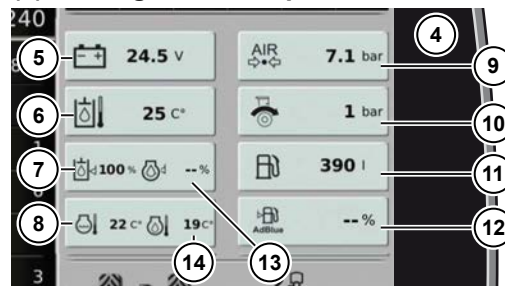 240
4
5 24.5 V AIR 7.1 bar 9
6 25 C° 1 bar 10
7 100 % -- % 390 l 11
8 22 C° 19 C° AdBlue -- % 12
14 13
3